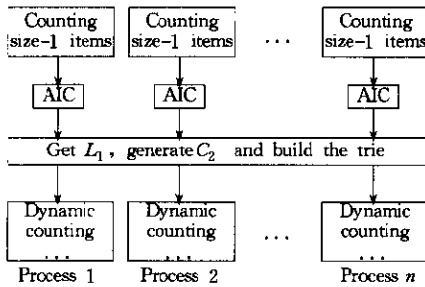 Counting Counting Counting
size-1 items size-1 items ... size-1 items
AIC AIC AIC
Get L₁, generate C₂ and build the trie
Dynamic Dynamic Dynamic
counting counting ... counting
... ... ...
Process 1 Process 2 Process n